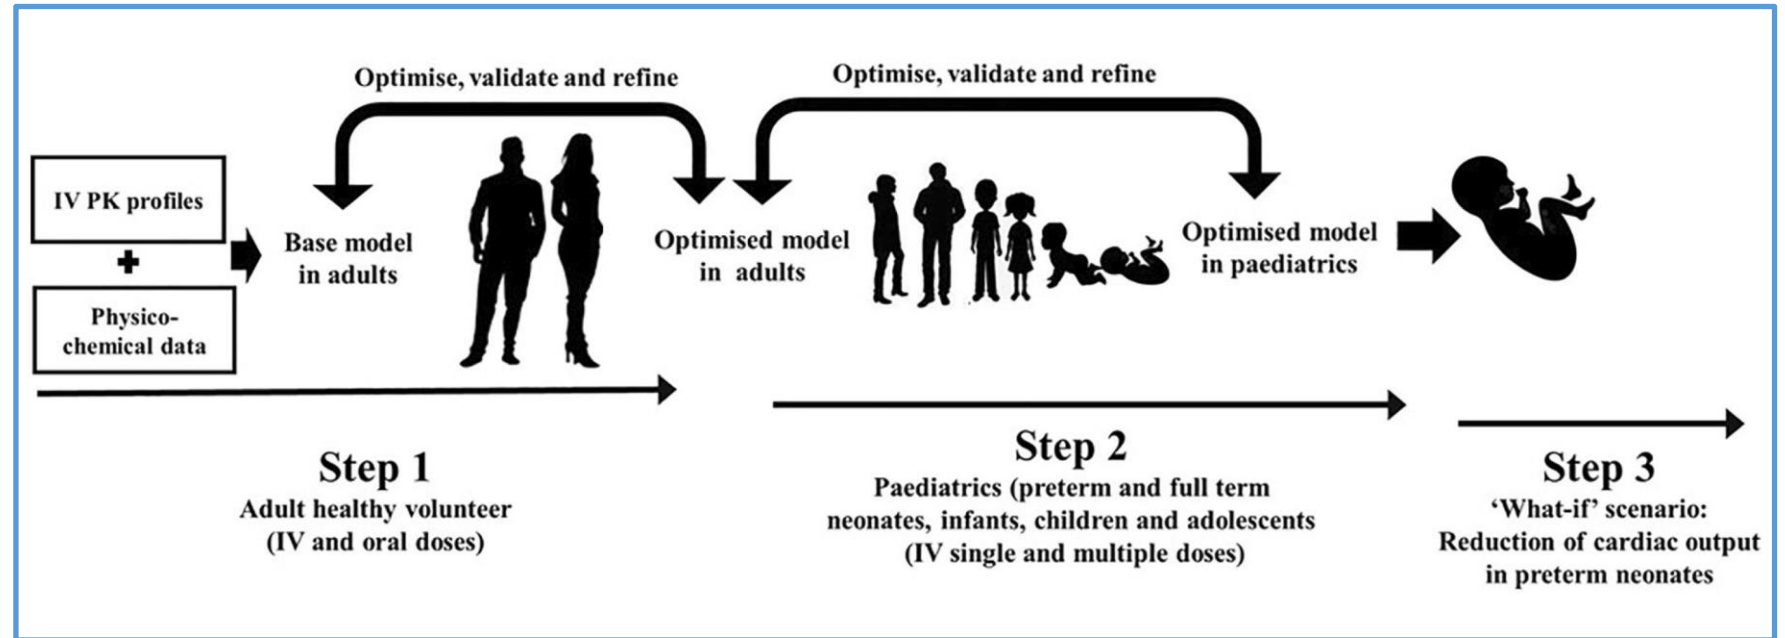 Optimise, validate and refine
Optimise, validate and refine
IV PK profiles
+
Physico-
chemical data
Base model
in adults
Optimised model
in adults
Optimised model
in paediatrics
Step 1
Adult healthy volunteer
(IV and oral doses)
Step 2
Paediatrics (preterm and full term
neonates, infants, children and adolescents
(IV single and multiple doses)
Step 3
‘What-if’ scenario:
Reduction of cardiac output
in preterm neonates